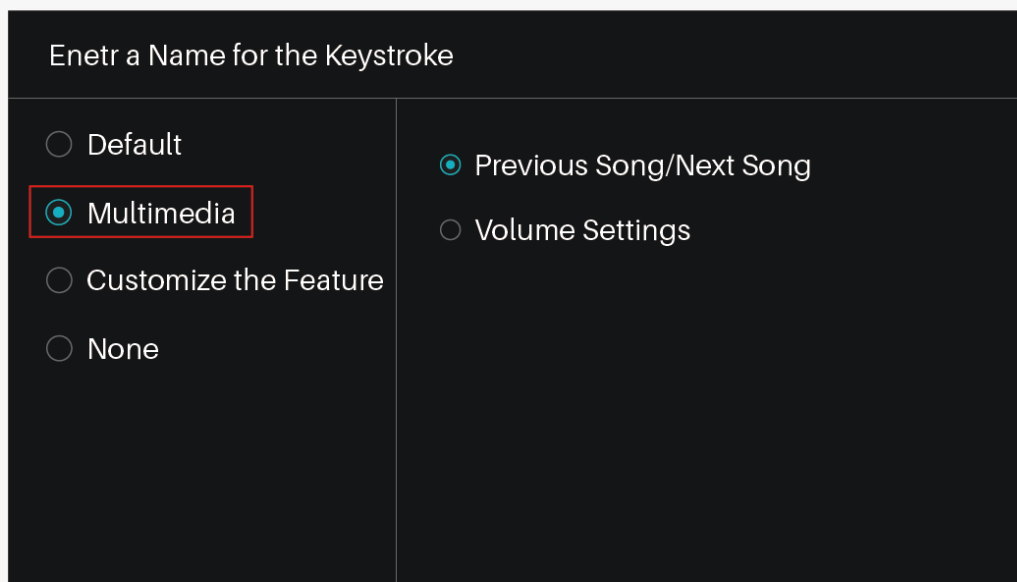 Enetr a Name for the Keystroke
Default
Multimedia
Customize the Feature
None
Previous Song/Next Song
Volume Settings